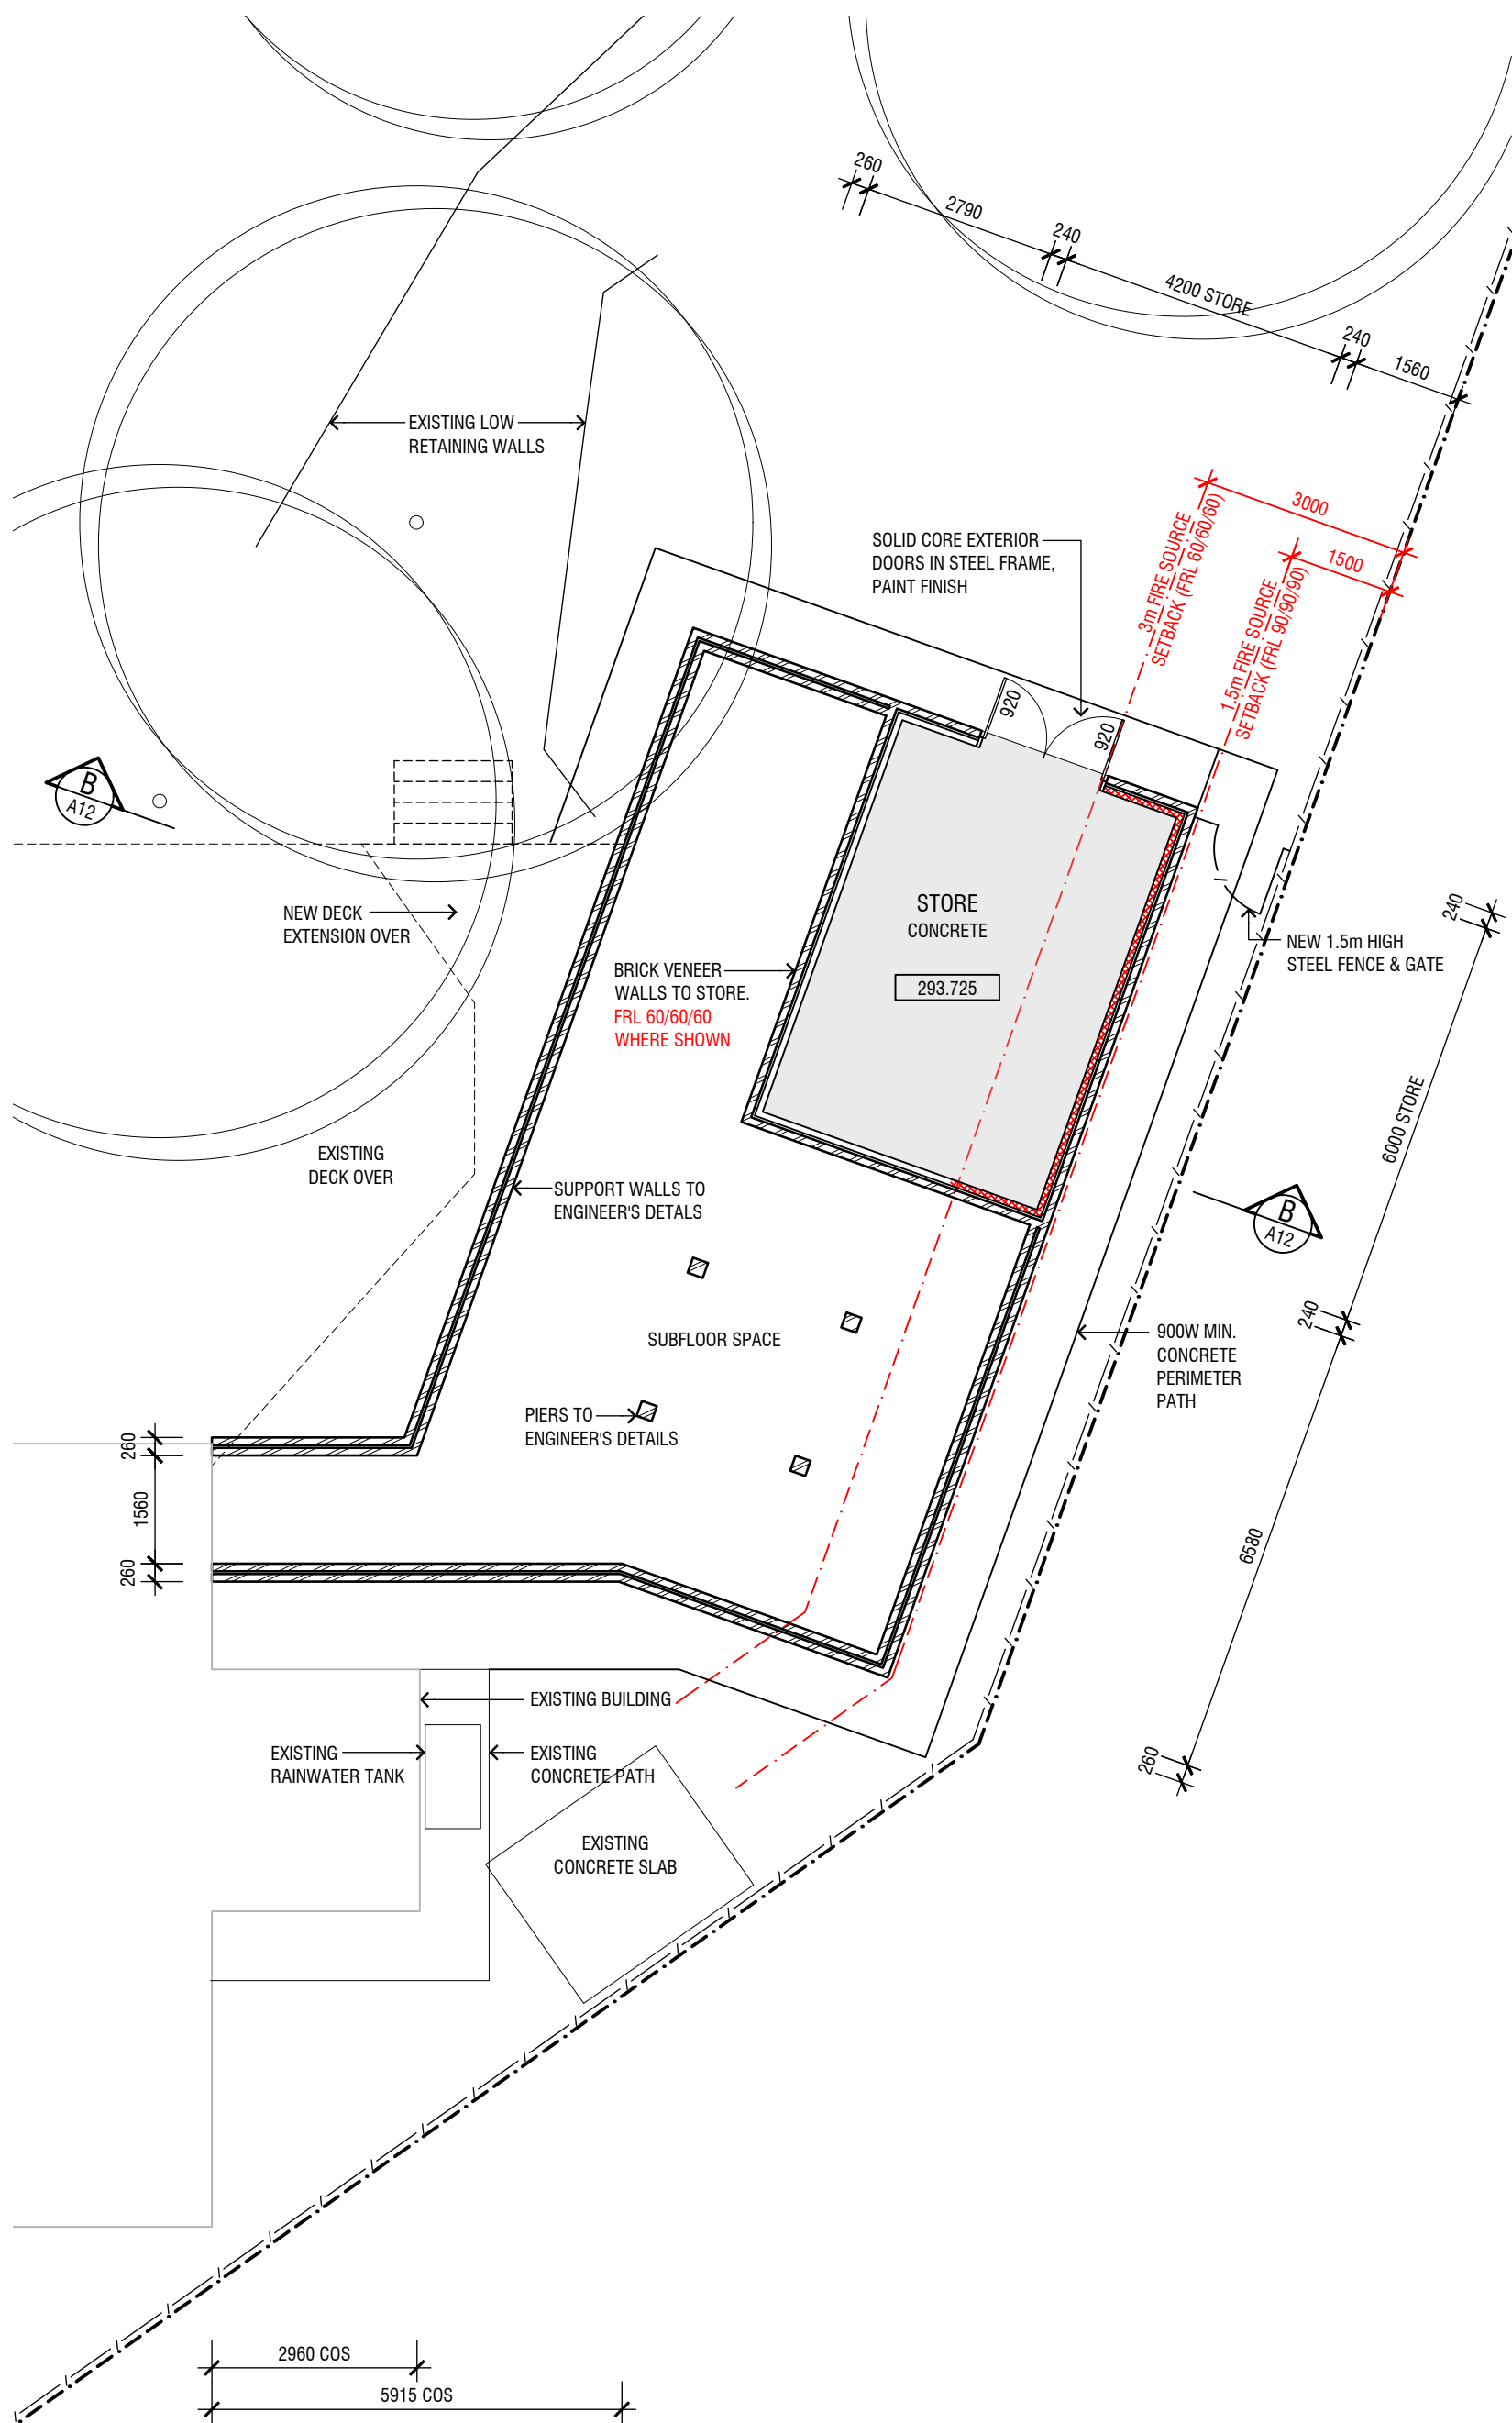 260
2790
240
4200 STORE
240
1560
EXISTING LOW
RETAINING WALLS
3000
1500
3m FIRE SOURCE
SETBACK (FRL 60/60/60)
1.5m FIRE SOURCE
SETBACK (FRL 90/90/90)
SOLID CORE EXTERIOR
DOORS IN STEEL FRAME,
PAINT FINISH
920
920
B
A12
STORE
CONCRETE
293.725
NEW DECK
EXTENSION OVER
240
NEW 1.5m HIGH
STEEL FENCE & GATE
BRICK VENEER
WALLS TO STORE.
FRL 60/60/60
WHERE SHOWN
6000 STORE
EXISTING
DECK OVER
SUPPORT WALLS TO
ENGINEER'S DETALS
B
A12
SUBFLOOR SPACE
240
900W MIN.
CONCRETE
PERIMETER
PATH
PIERS TO
ENGINEER'S DETAILS
260
1560
260
6580
EXISTING BUILDING
EXISTING
RAINWATER TANK
EXISTING
CONCRETE PATH
260
EXISTING
CONCRETE SLAB
2960 COS
5915 COS